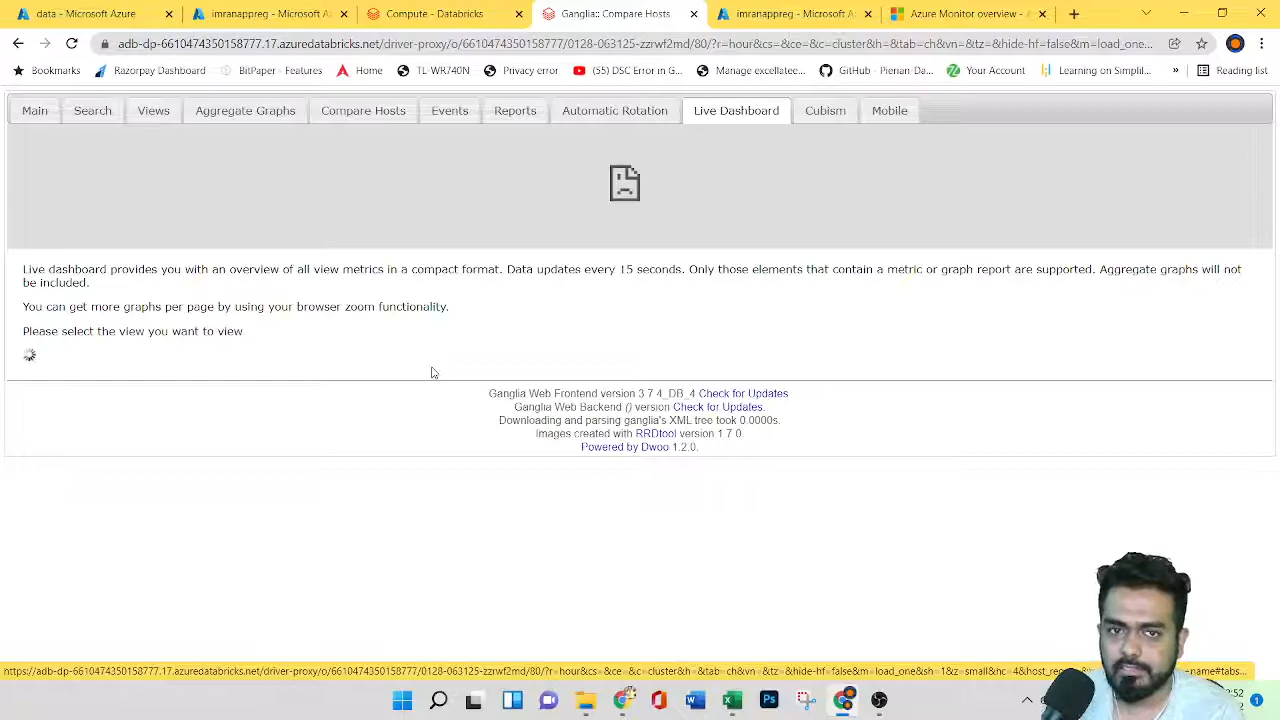 data - Microsoft Azure
imranappreg - Microsoft A
Compute - Databricks
Ganglia:: Compare Hosts
imranappreg - Microsoft A
Azure Monitor overview - A
adb-dp-6610474350158777.17.azuredatabricks.net/driver-proxy/o/6610474350158777/0128-063125-zzrwf2md/80/?r=hour&cs=&ce=&c=cluster&h=&tab=ch&vn=&tz=&hide-hf=false&m=load_one...
Bookmarks
Razorpay Dashboard
BitPaper - Features
Home
TL-WR740N
Privacy error
(55) DSC Error in G...
Manage excellstee...
Your Account
Learning on Simplil...
»
Reading list
Main
Search
Views
Aggregate Graphs
Compare Hosts
Events
Reports
Automatic Rotation
Live Dashboard
Cubism
Mobile
Live dashboard provides you with an overview of all view metrics in a compact format. Data updates every 15 seconds. Only those elements that contain a metric or graph report are supported. Aggregate graphs will not
be included.
You can get more graphs per page by using your browser zoom functionality.
Please select the view you want to view
Ganglia Web Frontend version 3.7.4_DB_4 Check for Updates
Ganglia Web Backend () version Check for Updates.
Downloading and parsing ganglia's XML tree took 0.0000s.
Images created with RRDtool version 1.7.0.
Powered by Dwoo 1.2.0.
:52
1